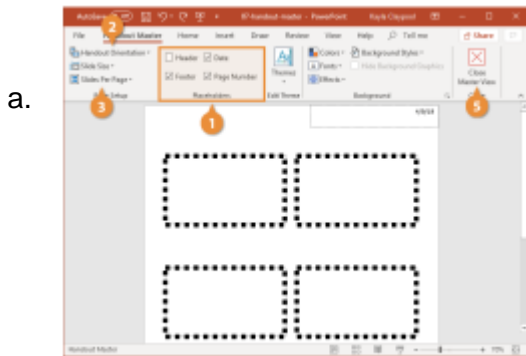 07-handout-master - PowerPoint Kayla Claypool
2
File Handout Master Home Insert Draw Review View Help Tell me Share
Handout Orientation
Slide Size
Slides Per Page
Header Date
Footer Page Number
Placeholders
Themes
Edit Theme
Colors Background Styles
Fonts Hide Background Graphics
Effects
Background
Close
Master View
3
1
5
a.
Handout Master